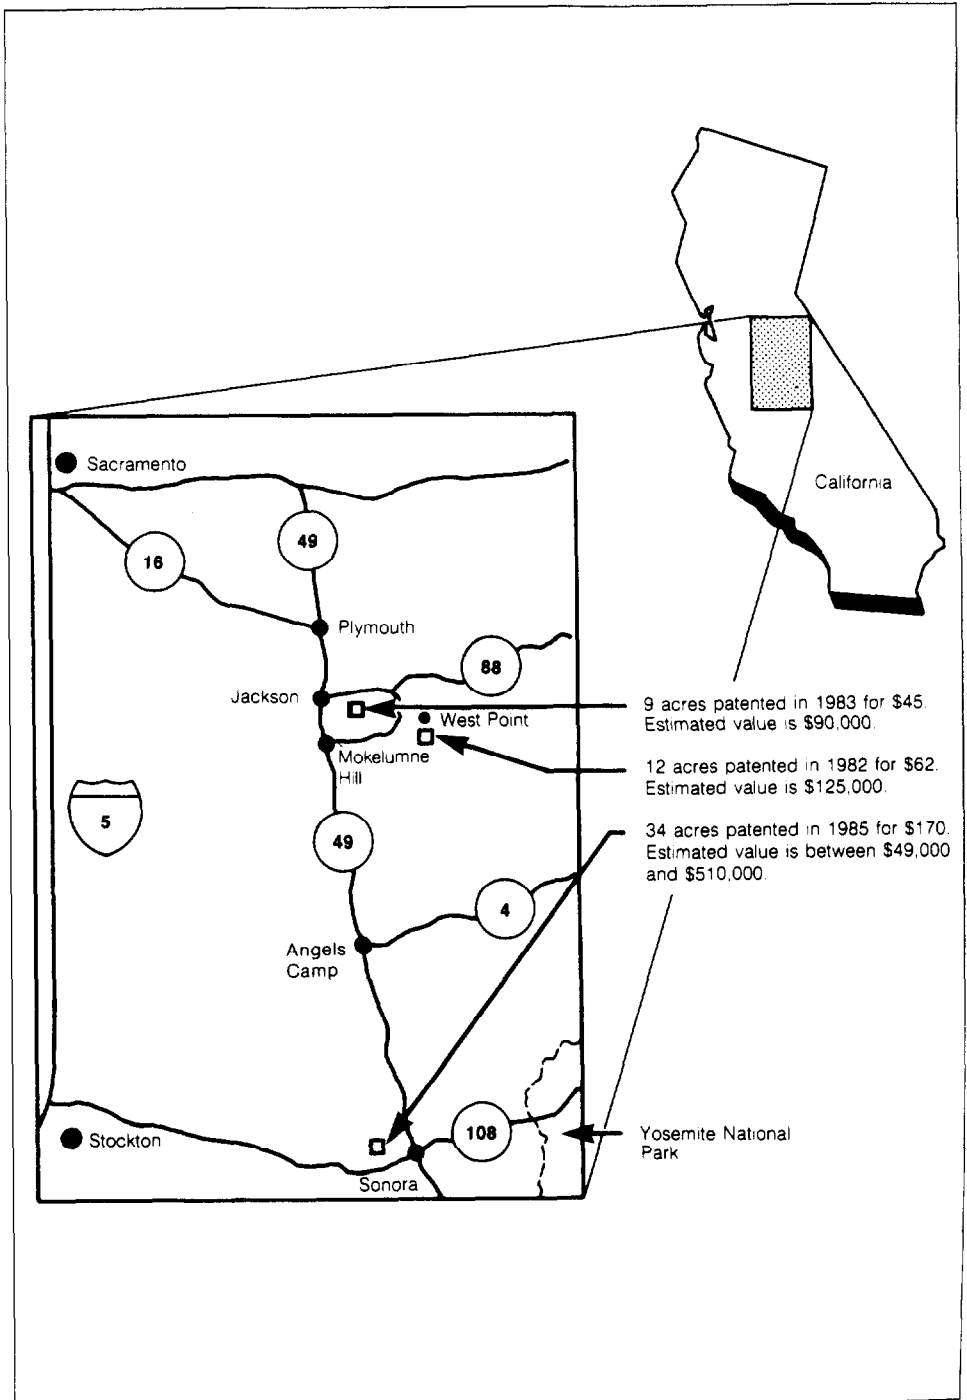 California
Sacramento
49
16
Plymouth
88
Jackson
9 acres patented in 1983 for $45.
Estimated value is $90,000.
West Point
Mokelumne
Hill
12 acres patented in 1982 for $62.
Estimated value is $125,000.
5
49
34 acres patented in 1985 for $170.
Estimated value is between $49,000
and $510,000.
4
Angels
Camp
108
Stockton
Yosemite National
Park
Sonora